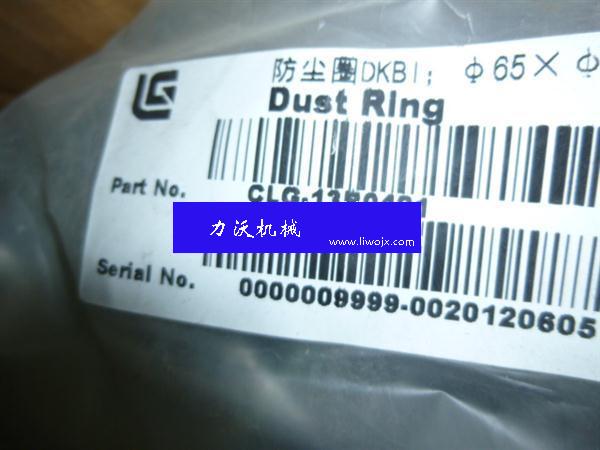 防尘圈DKBI; Φ65×Φ
Dust Ring
Part No.
力沃机械
www.liwojx.com
Serial No. 0000009999-0020120605